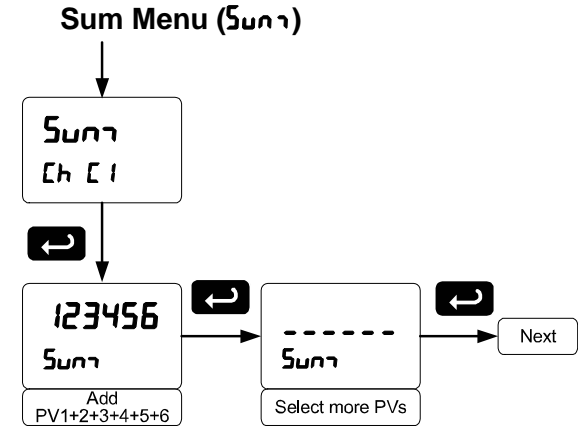 Sum Menu (Sum)
Sum
Ch C1
123456
Sum
Add
PV1+2+3+4+5+6
------
Sum
Select more PVs
Next